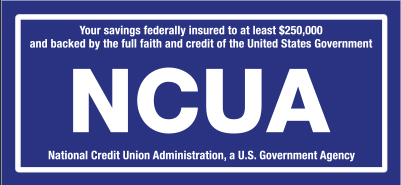 Your savings federally insured to at least $250,000
and backed by the full faith and credit of the United States Government
NCUA
National Credit Union Administration, a U.S. Government Agency